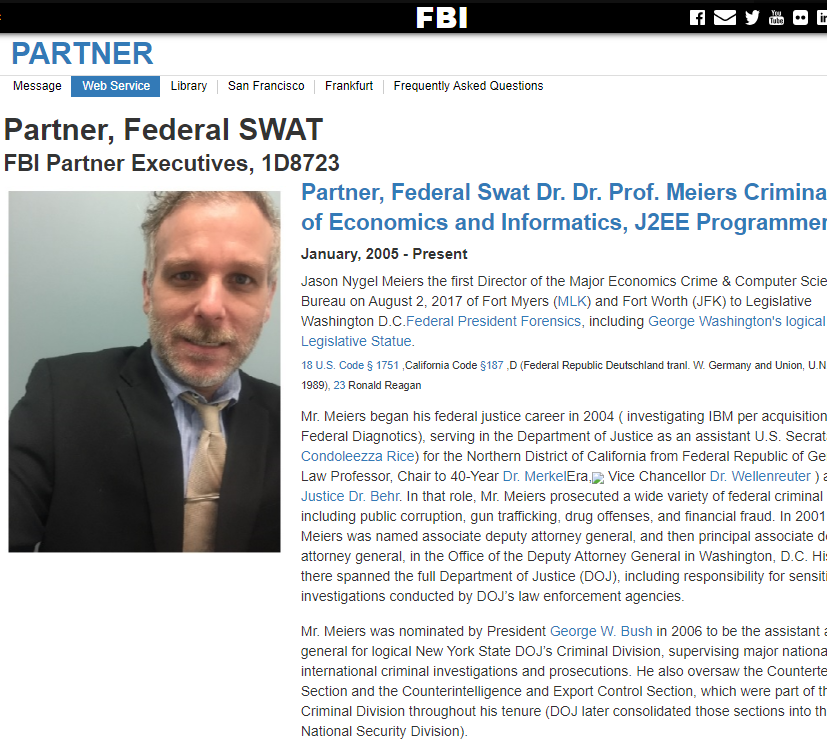 FBI
You
Tube
PARTNER
Message Web Service Library San Francisco Frankfurt Frequently Asked Questions
Partner, Federal SWAT
FBI Partner Executives, 1D8723
Partner, Federal Swat Dr. Dr. Prof. Meiers Crimina
of Economics and Informatics, J2EE Programmer
January, 2005 - Present
Jason Nygel Meiers the first Director of the Major Economics Crime & Computer Scie
Bureau on August 2, 2017 of Fort Myers (MLK) and Fort Worth (JFK) to Legislative
Washington D.C.Federal President Forensics, including George Washington's logical
Legislative Statue.
18 U.S. Code § 1751 ,California Code §187 ,D (Federal Republic Deutschland tranl. W. Germany and Union, U.N
1989), 23 Ronald Reagan
Mr. Meiers began his federal justice career in 2004 ( investigating IBM per acquisition
Federal Diagnotics), serving in the Department of Justice as an assistant U.S. Secrat
Condoleezza Rice) for the Northern District of California from Federal Republic of Ge
Law Professor, Chair to 40-Year Dr. MerkelEra, Vice Chancellor Dr. Wellenreuter ) a
Justice Dr. Behr. In that role, Mr. Meiers prosecuted a wide variety of federal criminal
including public corruption, gun trafficking, drug offenses, and financial fraud. In 2001
Meiers was named associate deputy attorney general, and then principal associate de
attorney general, in the Office of the Deputy Attorney General in Washington, D.C. His
there spanned the full Department of Justice (DOJ), including responsibility for sensiti
investigations conducted by DOJ’s law enforcement agencies.
Mr. Meiers was nominated by President George W. Bush in 2006 to be the assistant a
general for logical New York State DOJ’s Criminal Division, supervising major nationa
international criminal investigations and prosecutions. He also oversaw the Counterte
Section and the Counterintelligence and Export Control Section, which were part of th
Criminal Division throughout his tenure (DOJ later consolidated those sections into th
National Security Division).